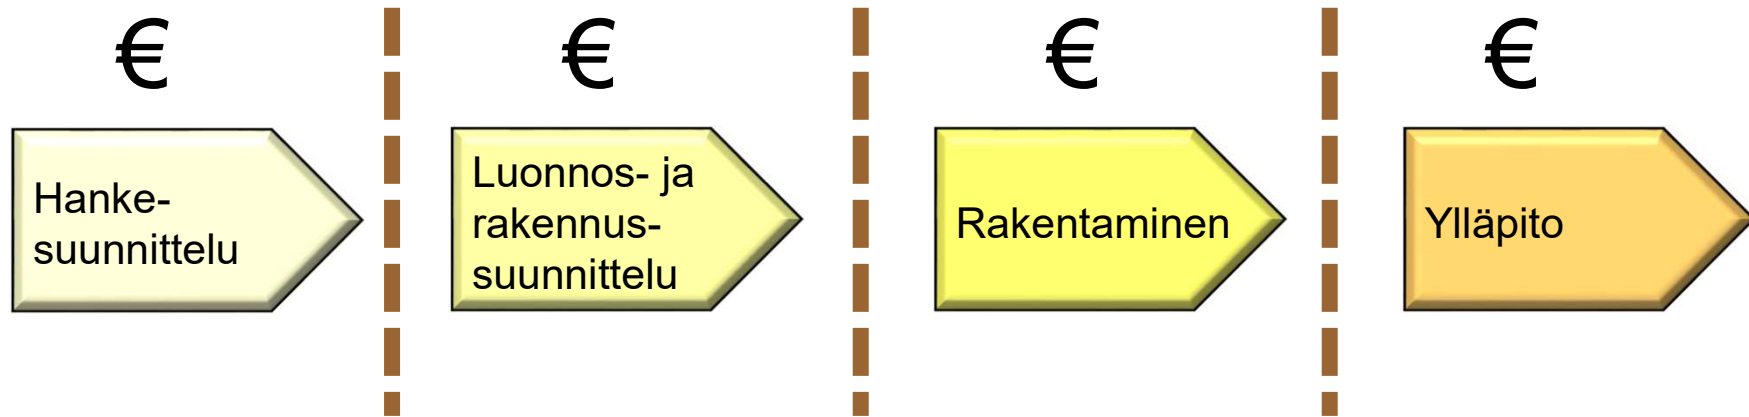 €
€
€
€
Hanke-
suunnittelu
Luonnos- ja
rakennus-
suunnittelu
Rakentaminen
Ylläpito